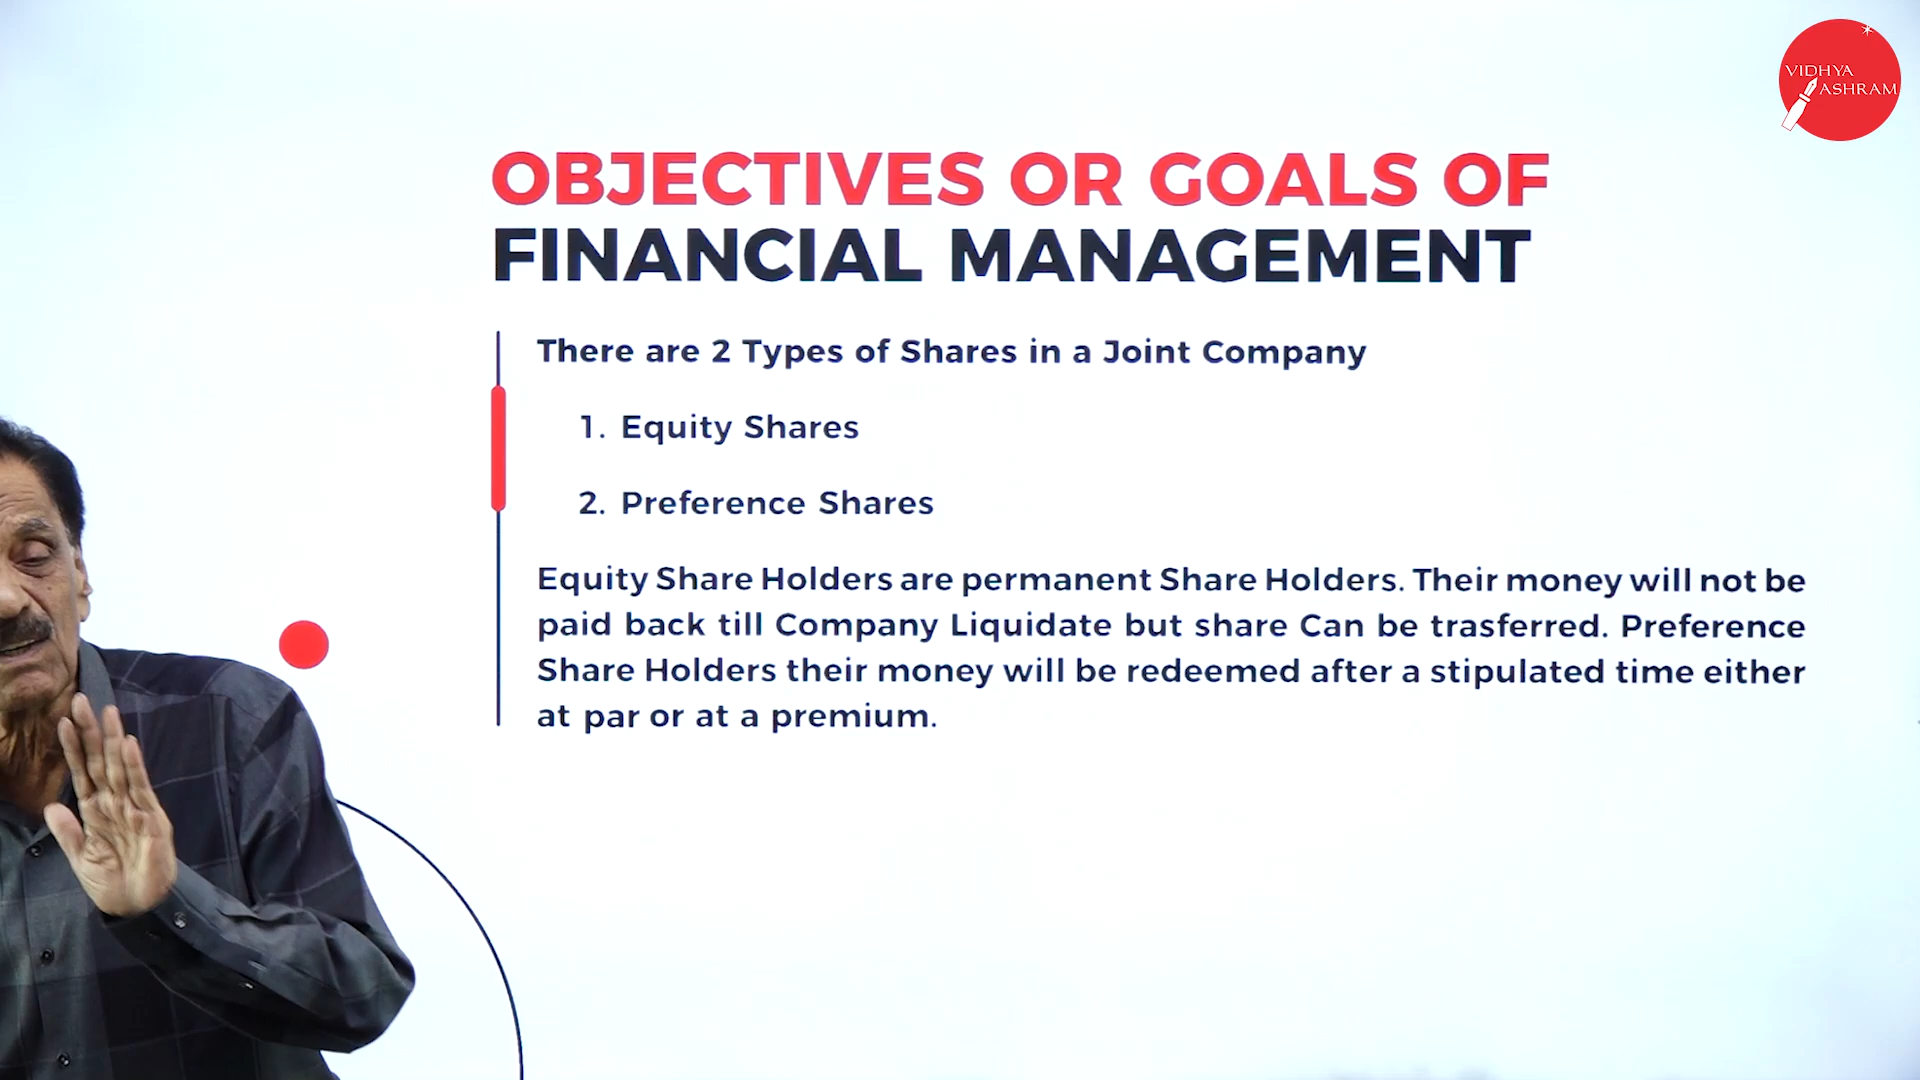 VIDHYA
ASHRAM
OBJECTIVES OR GOALS OF
FINANCIAL MANAGEMENT
There are 2 Types of Shares in a Joint Company
1. Equity Shares
2. Preference Shares
Equity Share Holders are permanent Share Holders. Their money will not be
paid back till Company Liquidate but share Can be trasferred. Preference
Share Holders their money will be redeemed after a stipulated time either
at par or at a premium.